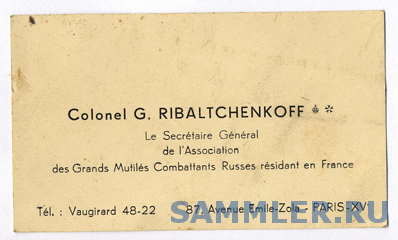 Colonel G. RIBALTCHENKOFF
Le Secrétaire Général
de l'Association
des Grands Mutilés Combattants Russes résidant en France
Tél. : Vaugirard 48-22 87, Avenue Emile-Zola - PARIS-XV
SAMMLER.RU